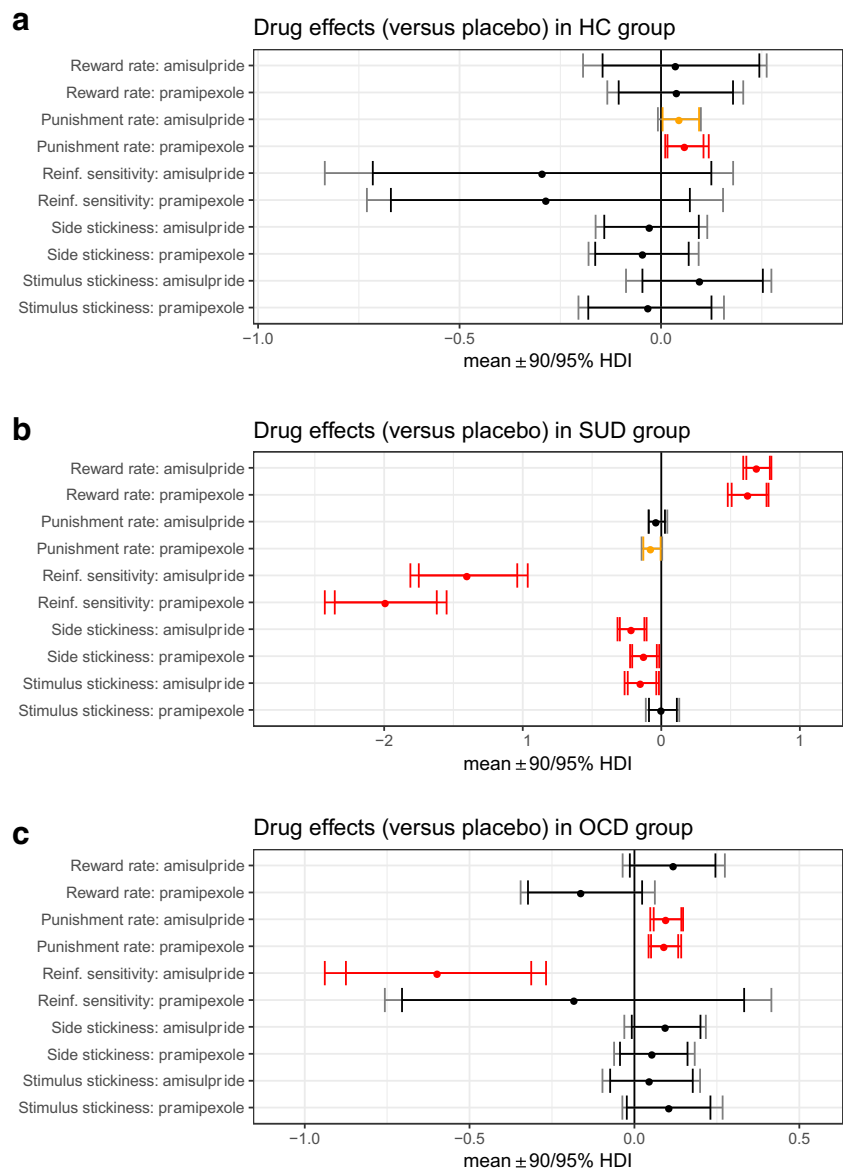 a
Drug effects (versus placebo) in HC group
Reward rate: amisulpride
Reward rate: pramipexole
Punishment rate: amisulpride
Punishment rate: pramipexole
Reinf. sensitivity: amisulpride
Reinf. sensitivity: pramipexole
Side stickiness: amisulpride
Side stickiness: pramipexole
Stimulus stickiness: amisulpride
Stimulus stickiness: pramipexole
−1.0 −0.5 0.0
mean ± 90/95% HDI
b
Drug effects (versus placebo) in SUD group
Reward rate: amisulpride
Reward rate: pramipexole
Punishment rate: amisulpride
Punishment rate: pramipexole
Reinf. sensitivity: amisulpride
Reinf. sensitivity: pramipexole
Side stickiness: amisulpride
Side stickiness: pramipexole
Stimulus stickiness: amisulpride
Stimulus stickiness: pramipexole
−2 1 0 1
mean ± 90/95% HDI
c
Drug effects (versus placebo) in OCD group
Reward rate: amisulpride
Reward rate: pramipexole
Punishment rate: amisulpride
Punishment rate: pramipexole
Reinf. sensitivity: amisulpride
Reinf. sensitivity: pramipexole
Side stickiness: amisulpride
Side stickiness: pramipexole
Stimulus stickiness: amisulpride
Stimulus stickiness: pramipexole
−1.0 −0.5 0.0 0.5
mean ± 90/95% HDI